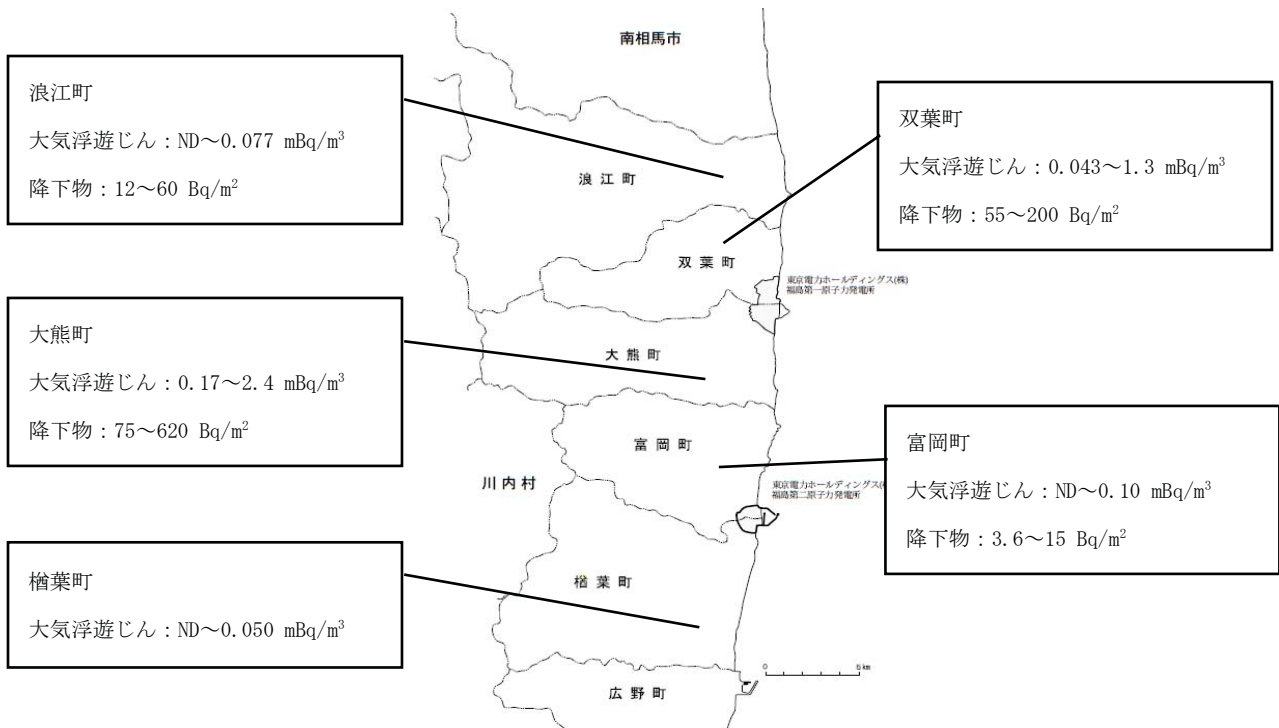 南相馬市
浪江町
大気浮遊じん：ND～0.077 mBq/m³
降下物：12～60 Bq/m²
双葉町
大気浮遊じん：0.043～1.3 mBq/m³
降下物：55～200 Bq/m²
浪江町
双葉町
東京電力ホールディングス(株)
福島第一原子力発電所
大熊町
大気浮遊じん：0.17～2.4 mBq/m³
降下物：75～620 Bq/m²
大熊町
富岡町
富岡町
大気浮遊じん：ND～0.10 mBq/m³
降下物：3.6～15 Bq/m²
川内村
東京電力ホールディングス(
福島第二原子力発電所
楢葉町
大気浮遊じん：ND～0.050 mBq/m³
楢葉町
0 5km
広野町